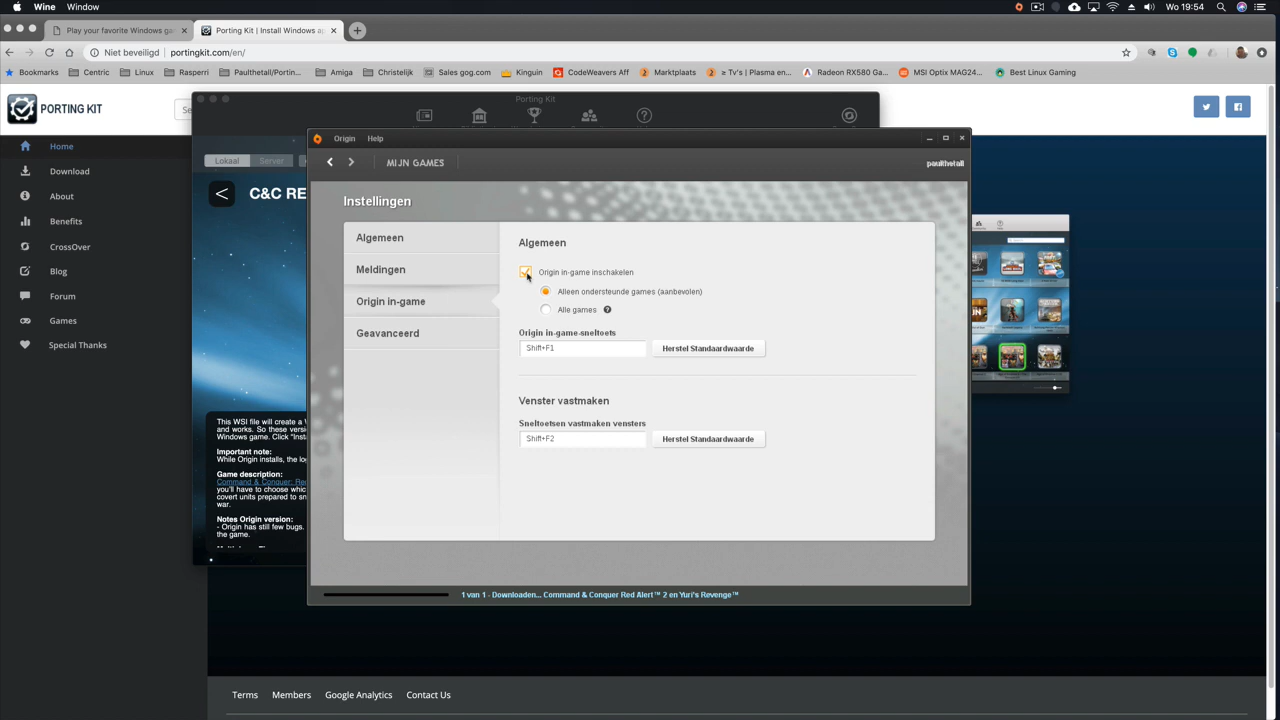 Wine Window Wo 19:54
Play your favorite Windows ga
Porting Kit | Install Windows a
Niet beveiligd portingkit.com/en/
Bookmarks Centric Linux Rasperri Paulthetall/Portin... Amiga Christelijk Sales gog.com Kinguin CodeWeavers Aff Marktplaats ≥ Tv's | Plasma en... Radeon RX580 Ga... MSI Optix MAG24... Best Linux Gaming
PORTING KIT
Se
Home
Download
About
Benefits
CrossOver
Blog
Forum
Games
Special Thanks
Porting Kit
Lokaal Server
< C&C RE
This WSI file will create a
and works. So these versi
Windows game. Click "Inst
Important note:
While Origin installs, the lo
Game description:
Command & Conquer: Re
you'll have to choose whic
covert units prepared to sn
war.
Notes Origin version:
- Origin has still few bugs.
the game.
Origin Help
MIJN GAMES
paulthetall
Instellingen
Algemeen
Meldingen
Origin in-game
Geavanceerd
Algemeen
Origin in-game inschakelen
Alleen ondersteunde games (aanbevolen)
Alle games ?
Origin in-game-sneltoets
Shift+F1 Herstel Standaardwaarde
Venster vastmaken
Sneltoetsen vastmaken vensters
Shift+F2 Herstel Standaardwaarde
1 van 1 - Downloaden... Command & Conquer Red Alert™ 2 en Yuri's Revenge™
Terms Members Google Analytics Contact Us